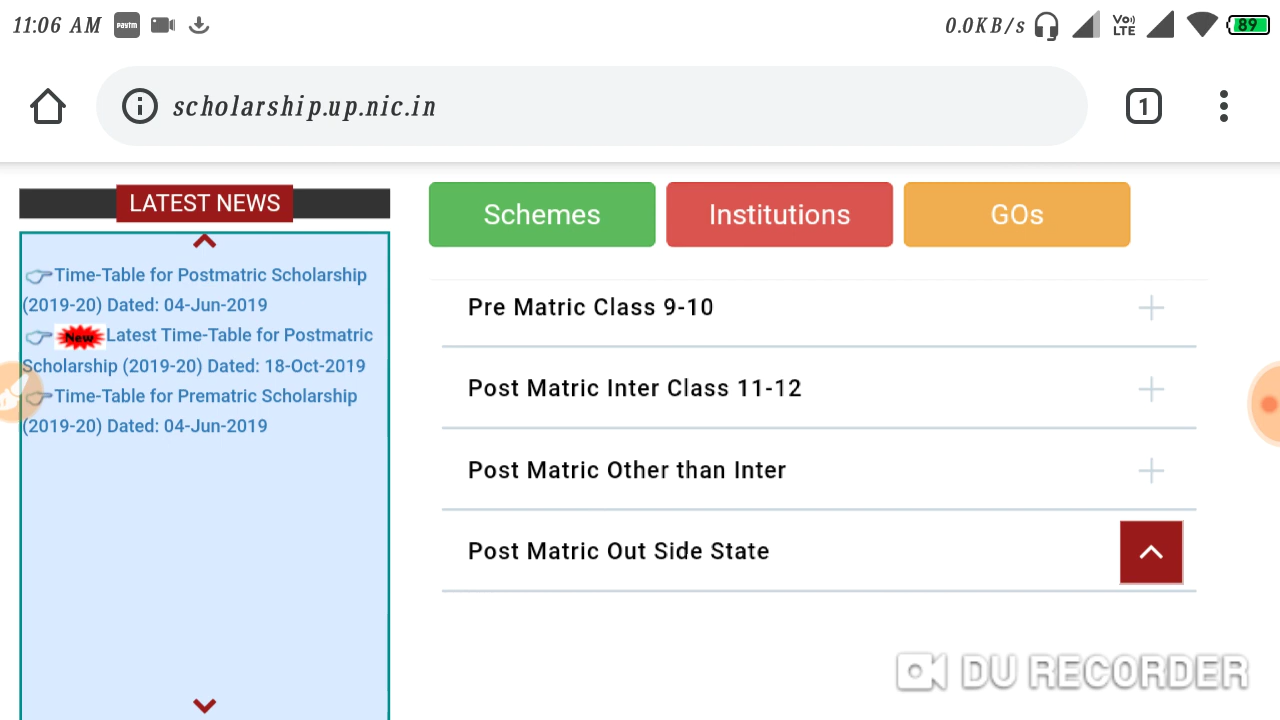 11:06 AM paytm 0.0KB/s Vo)) LTE 89
scholarship.up.nic.in 1
LATEST NEWS
Time-Table for Postmatric Scholarship
(2019-20) Dated: 04-Jun-2019
New Latest Time-Table for Postmatric
Scholarship (2019-20) Dated: 18-Oct-2019
Time-Table for Prematric Scholarship
(2019-20) Dated: 04-Jun-2019
Schemes Institutions GOs
Pre Matric Class 9-10
Post Matric Inter Class 11-12
Post Matric Other than Inter
Post Matric Out Side State
DU RECORDER